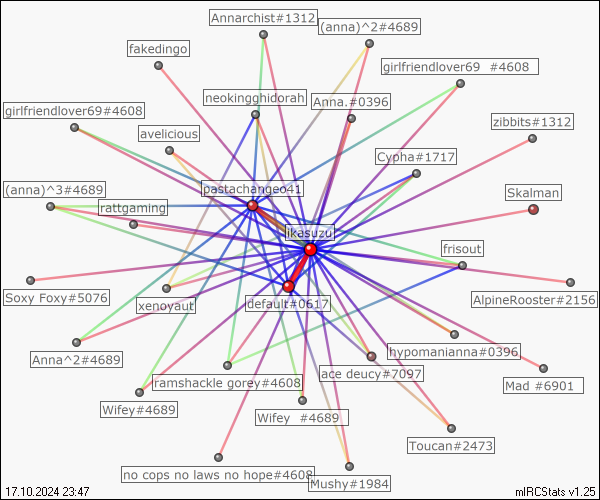 Annarchist#1312
(anna)^2#4689
fakedingo
girlfriendlover69  #4608
neokingghidorah
Anna.#0396
girlfriendlover69#4608
zibbits#1312
avelicious
Cypha#1717
pastachangeo41
(anna)^3#4689
Skalman
rattgaming
ikasuzu
frisout
Soxy Foxy#5076
xenoyaut
default#0617
AlpineRooster#2156
Anna^2#4689
hypomanianna#0396
ace deucy#7097
ramshackle gorey#4608
Mad #6901
Wifey#4689
Wifey  #4689
Toucan#2473
no cops no laws no hope#4608
Mushy#1984
17.10.2024 23:47
mIRCStats v1.25